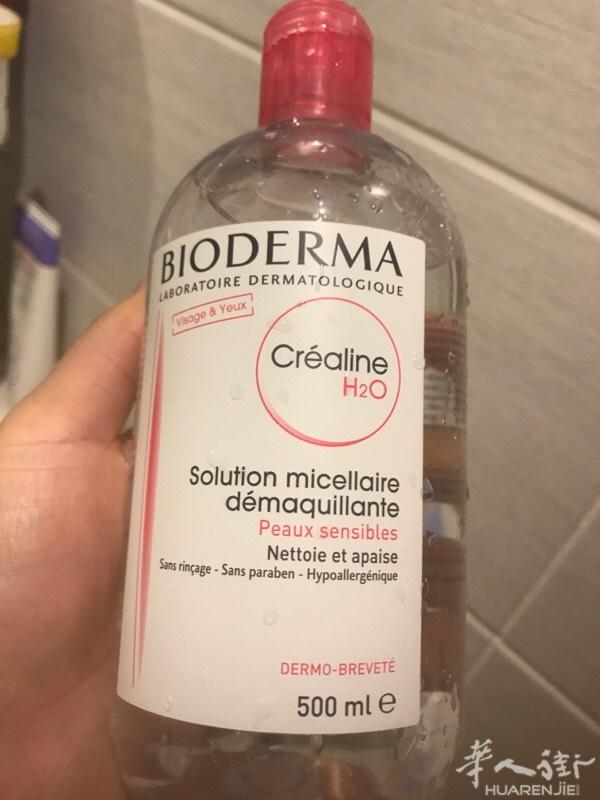 BIODERMA
LABORATOIRE DERMATOLOGIQUE
Visage & Yeux
Créaline
H2O
Solution micellaire
démaquillante
Peaux sensibles
Nettoie et apaise
Sans rinçage - Sans paraben - Hypoallergénique
DERMO-BREVETÉ
500 ml e
華人街
HUARENJIE